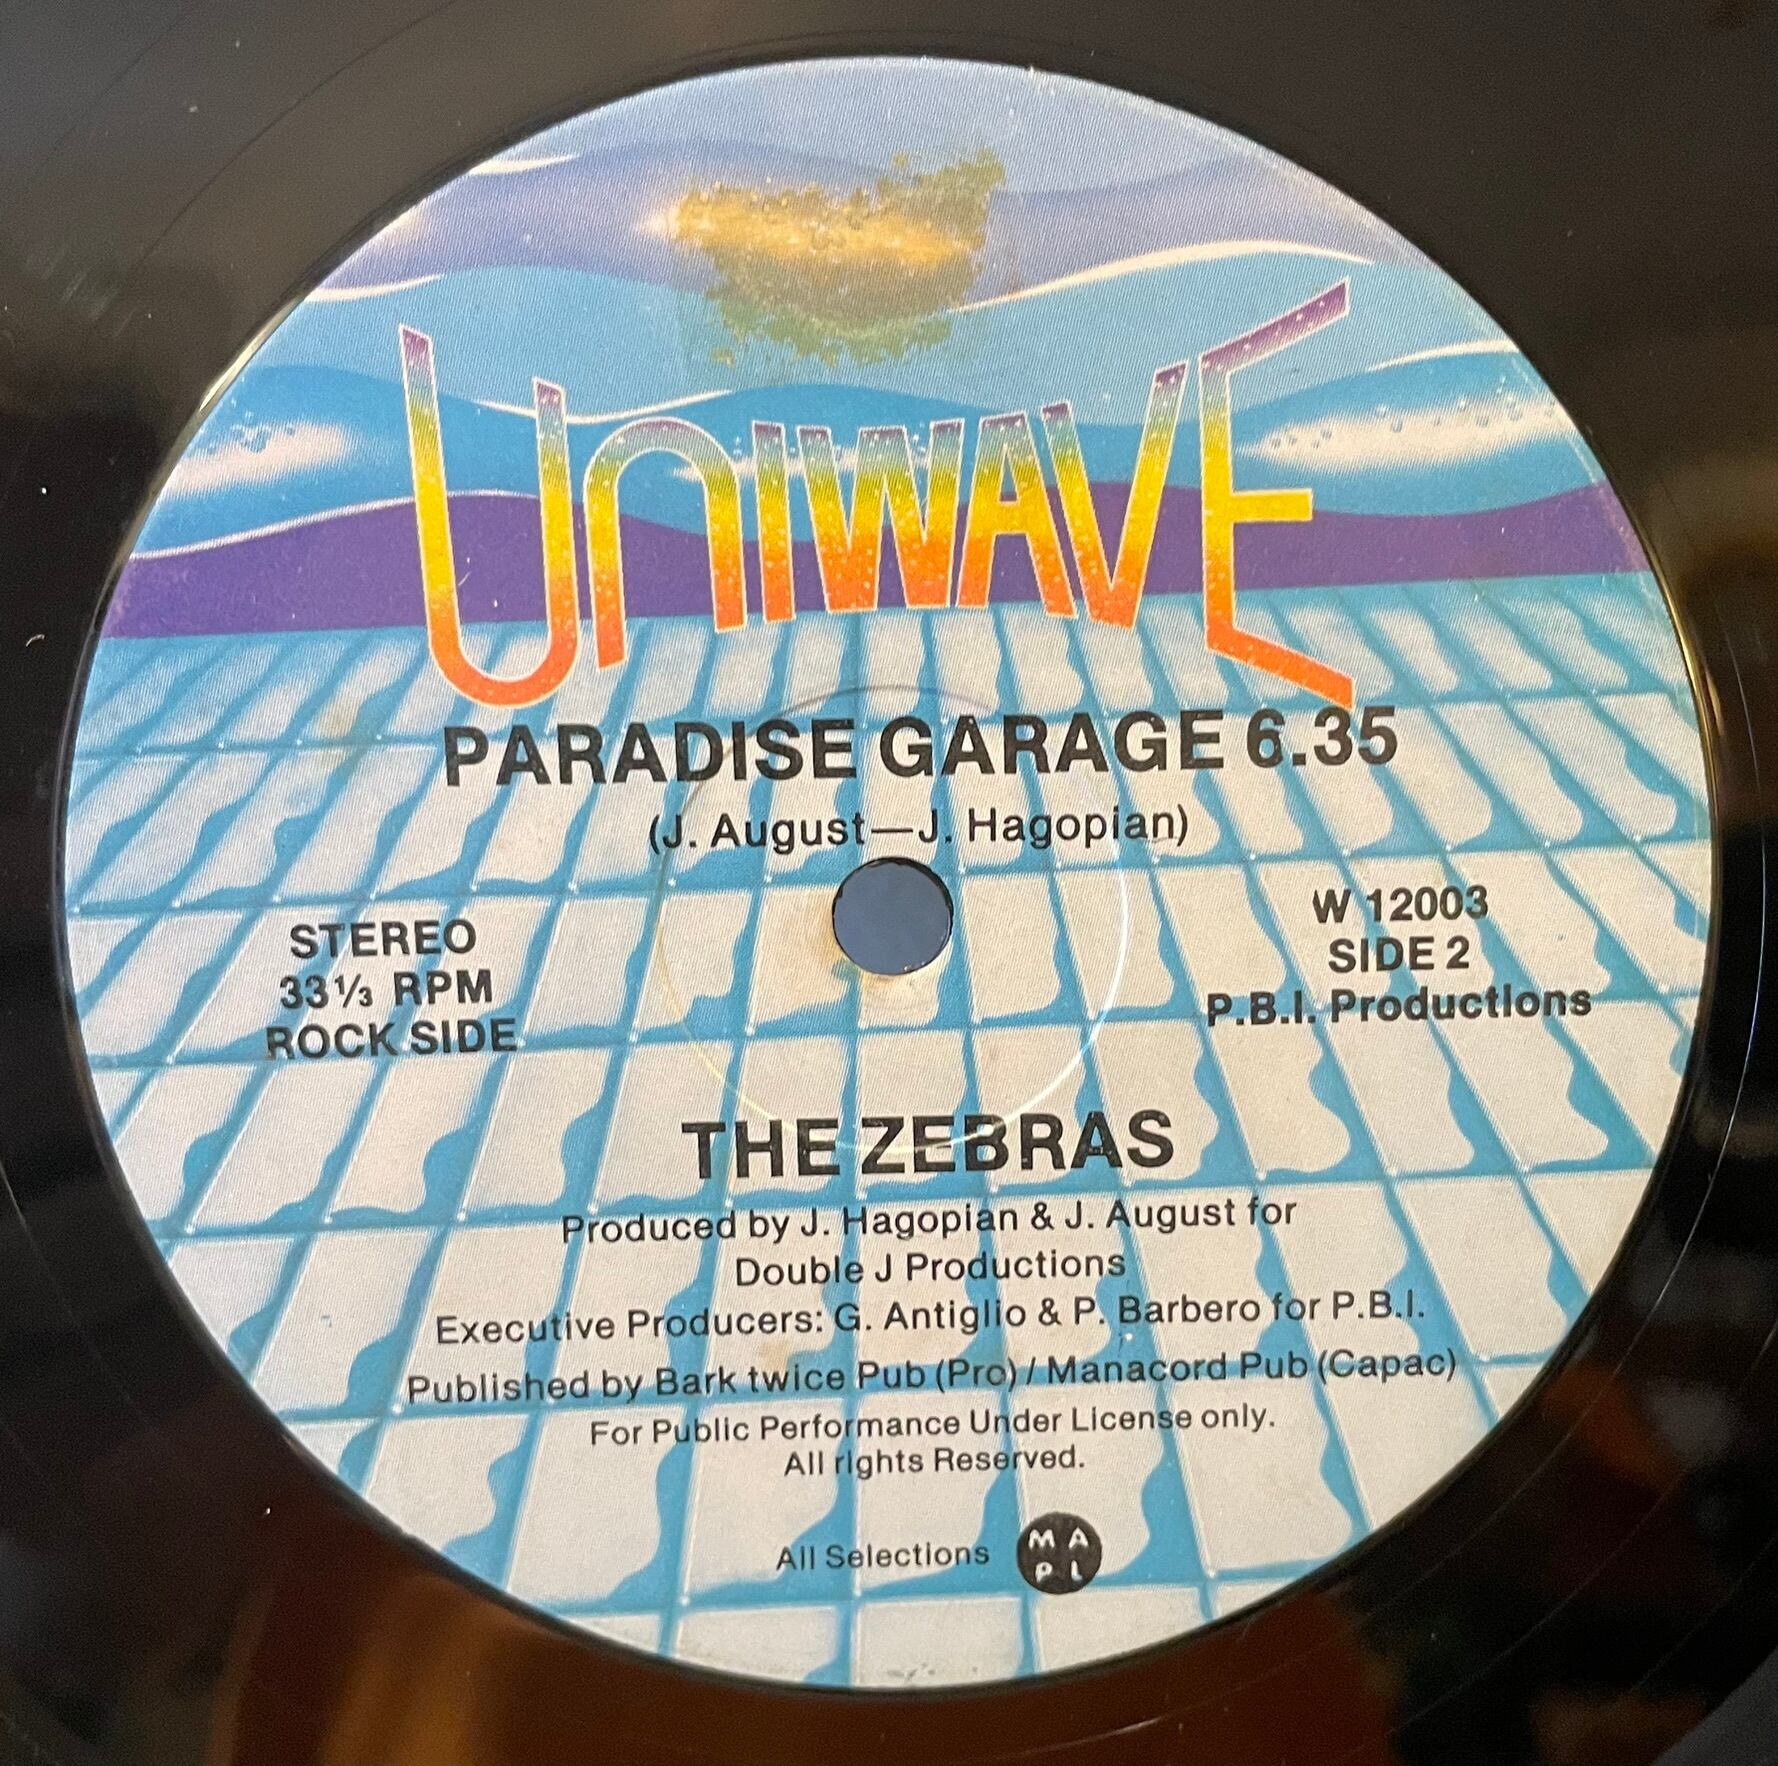 UNIWAVE
PARADISE GARAGE 6.35
(J. August—J. Hagopian)
STEREO
33⅓ RPM
ROCK SIDE
W 12003
SIDE 2
P.B.I. Productions
THE ZEBRAS
Produced by J. Hagopian & J. August for
Double J Productions
Executive Producers: G. Antiglio & P. Barbero for P.B.I.
Published by Bark twice Pub (Pro) / Manacord Pub (Capac)
For Public Performance Under License only.
All rights Reserved.
All Selections
M A
P L